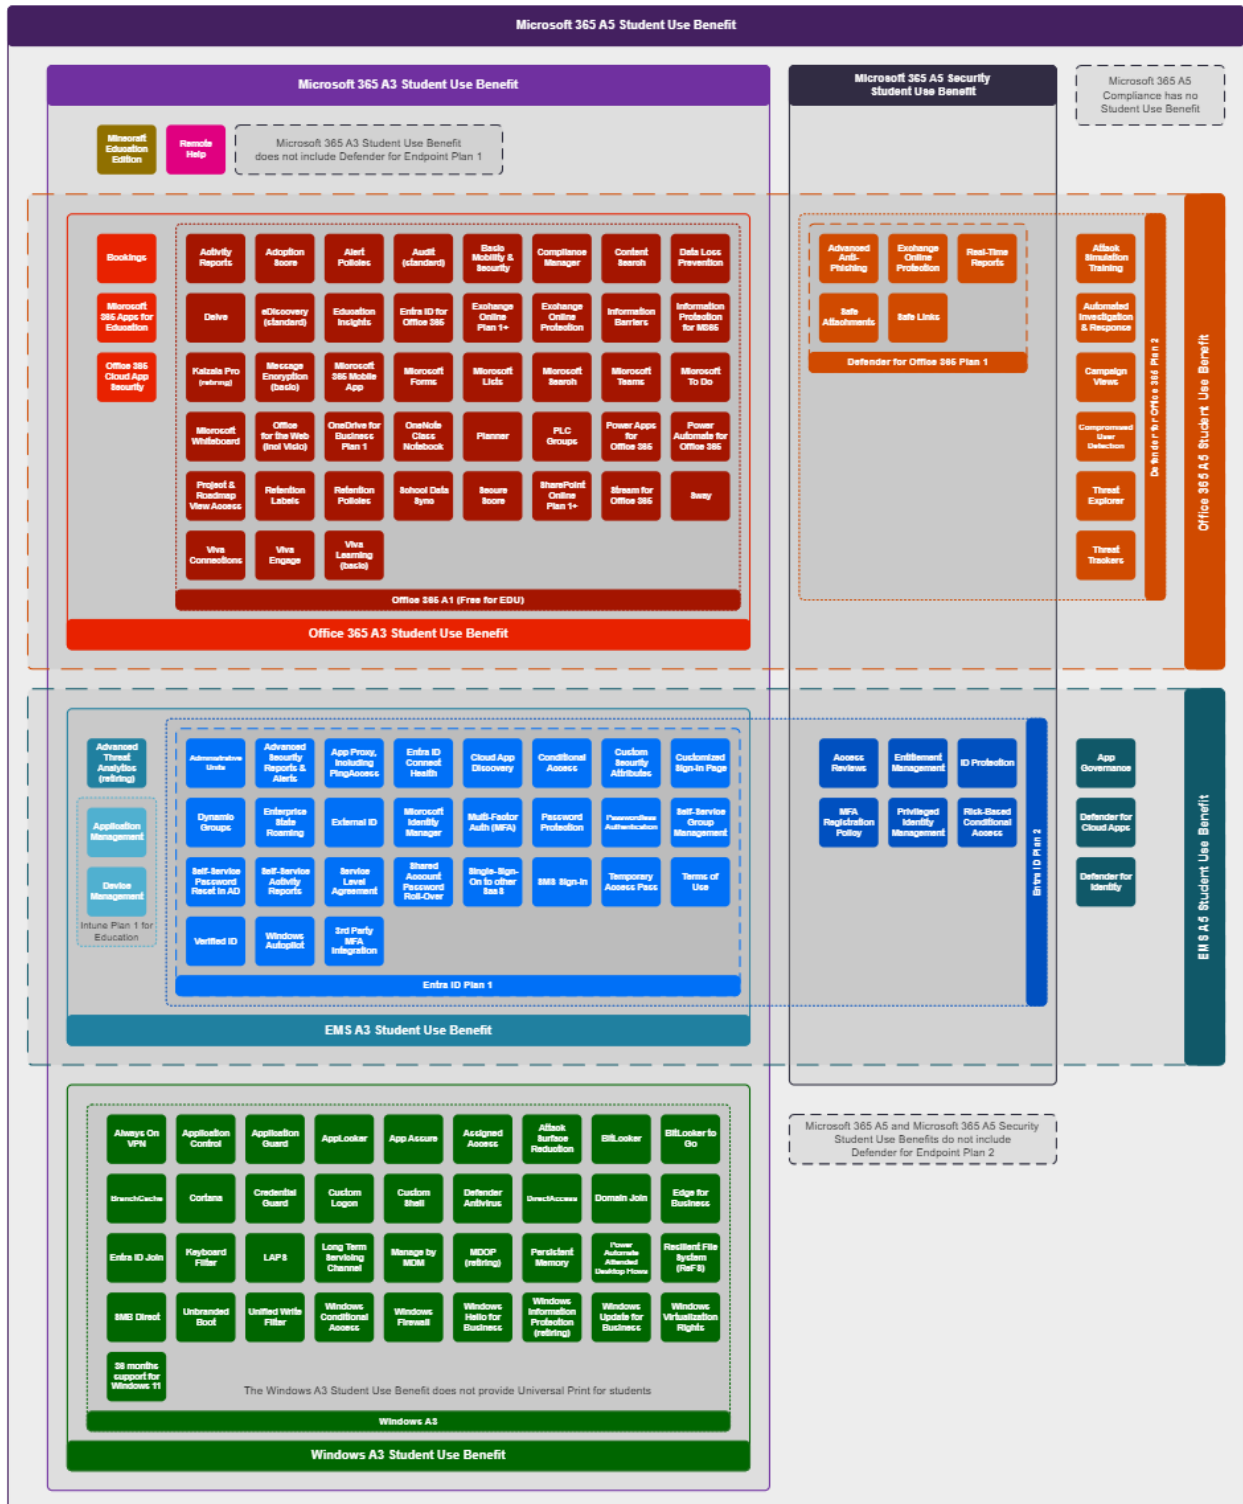 Microsoft 365 A5 Student Use Benefit
Microsoft 365 A3 Student Use Benefit
Microsoft 365 A5 Security
Student Use Benefit
Microsoft 365 A5
Compliance has no
Student Use Benefit
Minecraft
Education
Edition
Remote
Help
Microsoft 365 A3 Student Use Benefit
does not include Defender for Endpoint Plan 1
Bookings
Microsoft
365 Apps for
Education
Office 365
Cloud App
Security
Activity
Reports
Adoption
Score
Alert
Policies
Audit
(standard)
Basic
Mobility &
Security
Compliance
Manager
Content
Search
Data Loss
Prevention
Delve
eDiscovery
(standard)
Education
Insights
Entra ID for
Office 365
Exchange
Online
Plan 1+
Exchange
Online
Protection
Information
Barriers
Information
Protection
for M365
Kaizala Pro
(retiring)
Message
Encryption
(basic)
Microsoft
365 Mobile
App
Microsoft
Forms
Microsoft
Lists
Microsoft
Search
Microsoft
Teams
Microsoft
To Do
Microsoft
Whiteboard
Office
for the Web
(incl Visio)
OneDrive for
Business
Plan 1
OneNote
Class
Notebook
Planner
PLC
Groups
Power Apps
for
Office 365
Power
Automate for
Office 365
Project &
Roadmap
View Access
Retention
Labels
Retention
Policies
School Data
Sync
Secure
Score
SharePoint
Online
Plan 1+
Stream for
Office 365
Sway
Viva
Connections
Viva
Engage
Viva
Learning
(basic)
Office 365 A1 (Free for EDU)
Office 365 A3 Student Use Benefit
Advanced
Anti-
Phishing
Exchange
Online
Protection
Real-Time
Reports
Safe
Attachments
Safe Links
Defender for Office 365 Plan 1
Attack
Simulation
Training
Automated
Investigation
& Response
Campaign
Views
Compromised
User
Detection
Threat
Explorer
Threat
Trackers
Defender for Office 365 Plan 2
Office 365 A5 Student Use Benefit
Advanced
Threat
Analytics
(retiring)
Application
Management
Device
Management
Intune Plan 1 for
Education
Administrative
Units
Advanced
Security
Reports &
Alerts
App Proxy,
Including
PingAccess
Entra ID
Connect
Health
Cloud App
Discovery
Conditional
Access
Custom
Security
Attributes
Customized
Sign-In Page
Dynamic
Groups
Enterprise
State
Roaming
External ID
Microsoft
Identity
Manager
Multi-Factor
Auth (MFA)
Password
Protection
Passwordless
Authentication
Self-Service
Group
Management
Self-Service
Password
Reset in AD
Self-Service
Activity
Reports
Service
Level
Agreement
Shared
Account
Password
Roll-Over
Single-Sign-
On to other
SaaS
SMS Sign-In
Temporary
Access Pass
Terms of
Use
Verified ID
Windows
Autopilot
3rd Party
MFA
Integration
Entra ID Plan 1
EMS A3 Student Use Benefit
Access
Reviews
Entitlement
Management
ID Protection
MFA
Registration
Policy
Privileged
Identity
Management
Risk-Based
Conditional
Access
Entra ID Plan 2
App
Governance
Defender for
Cloud Apps
Defender for
Identity
EMS A5 Student Use Benefit
Always On
VPN
Application
Control
Application
Guard
AppLocker
App Assure
Assigned
Access
Attack
Surface
Reduction
BitLocker
BitLocker to
Go
BranchCache
Cortana
Credential
Guard
Custom
Logon
Custom
Shell
Defender
Antivirus
DirectAccess
Domain Join
Edge for
Business
Entra ID Join
Keyboard
Filter
LAPS
Long Term
Servicing
Channel
Manage by
MDM
MDOP
(retiring)
Persistent
Memory
Power
Automate
Attended
Desktop Flows
Resilient File
System
(ReFS)
SMB Direct
Unbranded
Boot
Unified Write
Filter
Windows
Conditional
Access
Windows
Firewall
Windows
Hello for
Business
Windows
Information
Protection
(retiring)
Windows
Update for
Business
Windows
Virtualization
Rights
36 months
support for
Windows 11
The Windows A3 Student Use Benefit does not provide Universal Print for students
Windows A3
Windows A3 Student Use Benefit
Microsoft 365 A5 and Microsoft 365 A5 Security
Student Use Benefits do not include
Defender for Endpoint Plan 2